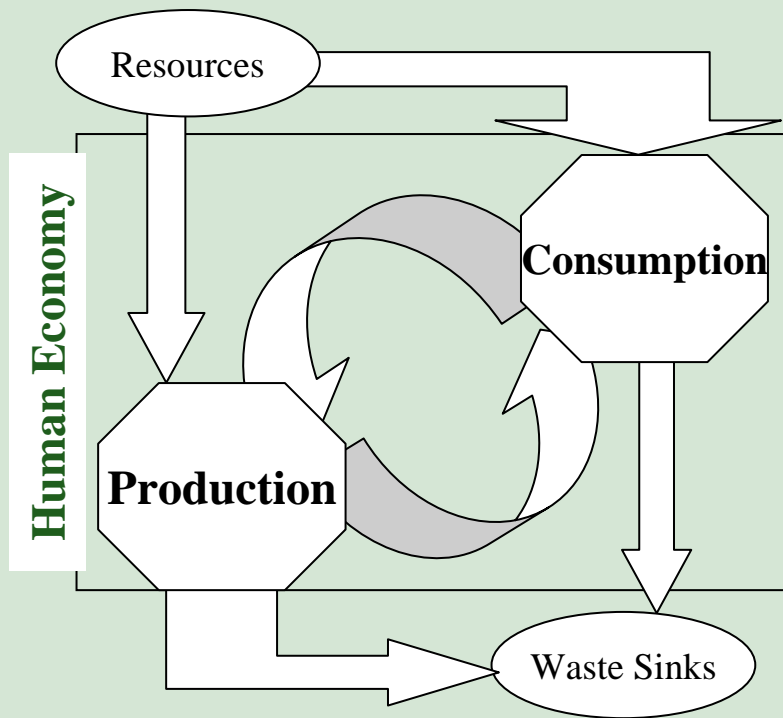 Resources
Human Economy
Consumption
Production
Waste Sinks